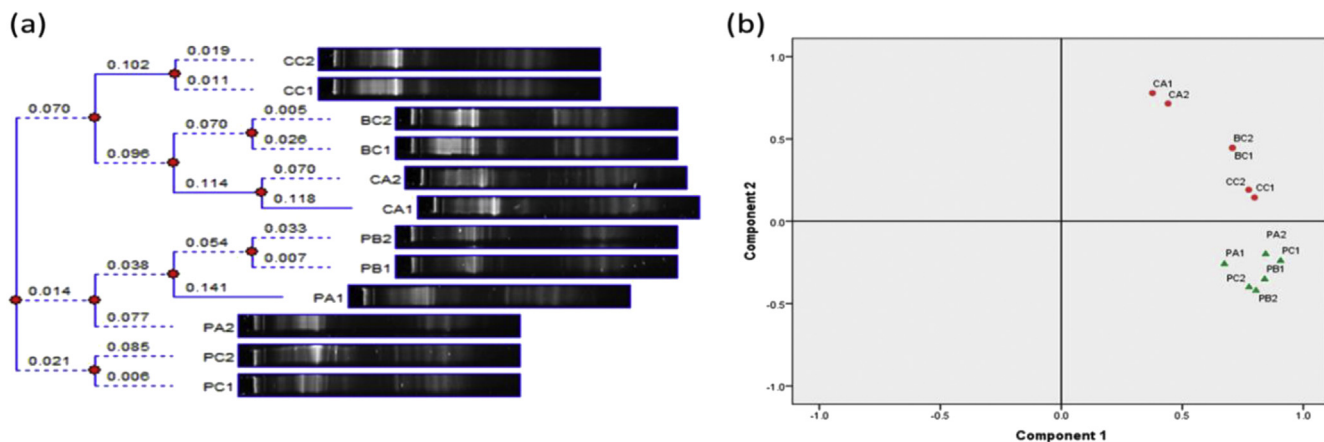 (a)
0.019
CC2
0.102
0.011
CC1
0.070
0.005
BC2
0.070
0.026
BC1
0.096
0.070
CA2
0.114
0.118
CA1
0.033
PB2
0.054
0.007
PB1
0.038
0.141
PA1
0.014
0.077
PA2
0.085
PC2
0.021
0.006
PC1
(b)
1.0
CA1
CA2
0.5
BC2
BC1
CC2
CC1
Component 2
0.0
PA2
PA1
PC1
PC2
PB1
PB2
-0.5
-1.0
-1.0 -0.5 0.0 0.5 1.0
Component 1